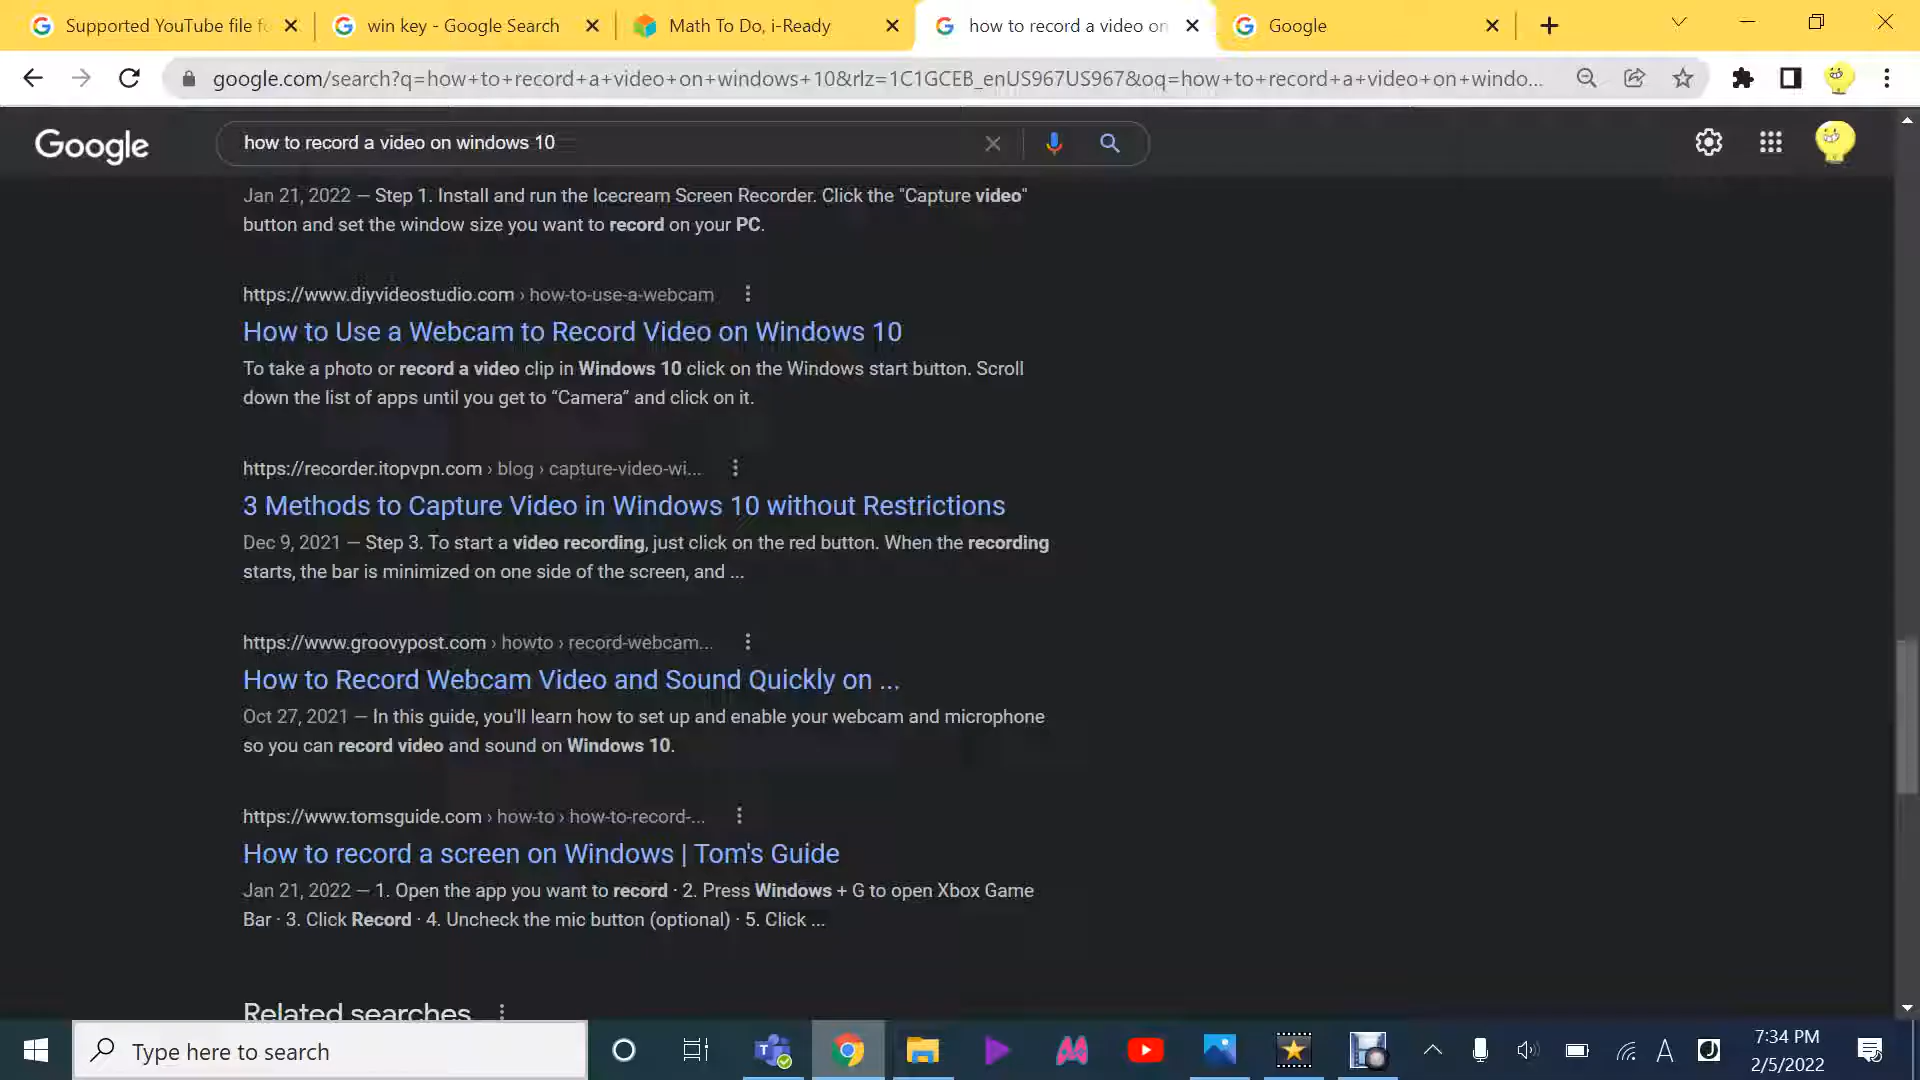 Supported YouTube file fo
win key - Google Search
Math To Do, i-Ready
how to record a video on
Google
google.com/search?q=how+to+record+a+video+on+windows+10&rlz=1C1GCEB_enUS967US967&oq=how+to+record+a+video+on+windo...
Google
how to record a video on windows 10
Jan 21, 2022 — Step 1. Install and run the Icecream Screen Recorder. Click the "Capture video"
button and set the window size you want to record on your PC.
https://www.diyvideostudio.com › how-to-use-a-webcam
How to Use a Webcam to Record Video on Windows 10
To take a photo or record a video clip in Windows 10 click on the Windows start button. Scroll
down the list of apps until you get to “Camera” and click on it.
https://recorder.itopvpn.com › blog › capture-video-wi...
3 Methods to Capture Video in Windows 10 without Restrictions
Dec 9, 2021 — Step 3. To start a video recording, just click on the red button. When the recording
starts, the bar is minimized on one side of the screen, and ...
https://www.groovypost.com › howto › record-webcam...
How to Record Webcam Video and Sound Quickly on ...
Oct 27, 2021 — In this guide, you'll learn how to set up and enable your webcam and microphone
so you can record video and sound on Windows 10.
https://www.tomsguide.com › how-to › how-to-record-...
How to record a screen on Windows | Tom's Guide
Jan 21, 2022 — 1. Open the app you want to record · 2. Press Windows + G to open Xbox Game
Bar · 3. Click Record · 4. Uncheck the mic button (optional) · 5. Click ...
Related searches
Type here to search
7:34 PM
2/5/2022